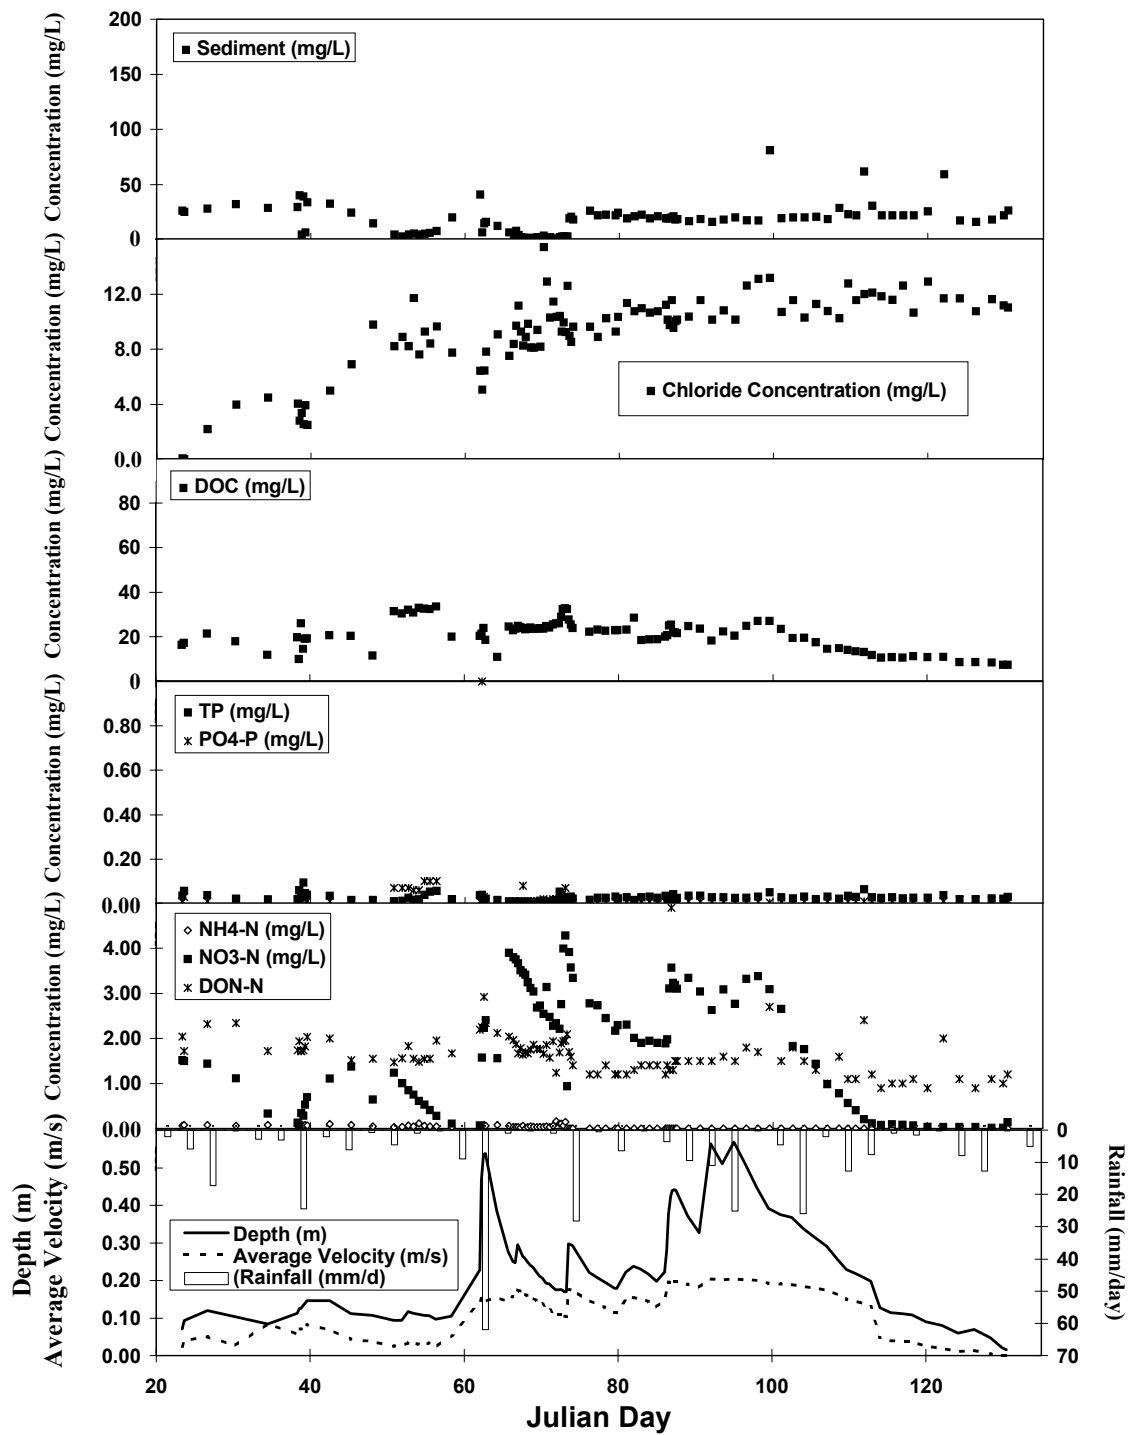 200
150
100
50
0
Concentration (mg/L)
Sediment (mg/L)
12.0
8.0
4.0
0.0
Concentration (mg/L)
Chloride Concentration (mg/L)
80
60
40
20
0
Concentration (mg/L)
DOC (mg/L)
0.80
0.60
0.40
0.20
0.00
Concentration (mg/L)
TP (mg/L)
PO4-P (mg/L)
4.00
3.00
2.00
1.00
0.00
Concentration (mg/L)
NH4-N (mg/L)
NO3-N (mg/L)
DON-N
0.50
0.40
0.30
0.20
0.10
0.00
Depth (m)
Average Velocity (m/s)
Depth (m)
Average Velocity (m/s)
(Rainfall (mm/d)
0
10
20
30
40
50
60
70
Rainfall (mm/day)
20 40 60 80 100 120
Julian Day